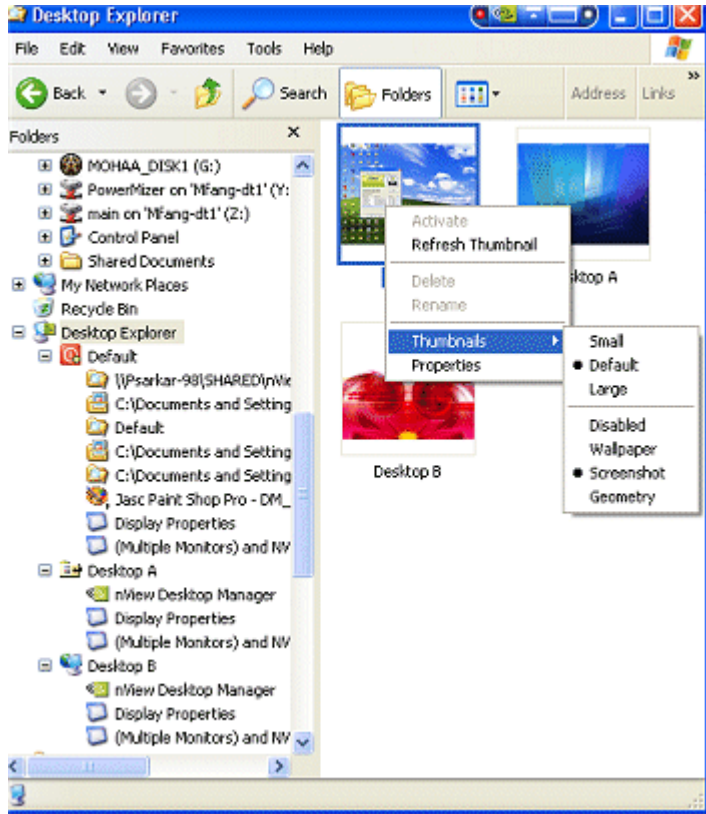 Desktop Explorer
File Edit View Favorites Tools Help
Back Search Folders Address Links »
Folders
MOHAA_DISK1 (G:)
PowerMizer on 'Mfang-dt1' (Y:
main on 'Mfang-dt1' (Z:)
Control Panel
Shared Documents
My Network Places
Recycle Bin
Desktop Explorer
Default
\\Psarkar-98\SHARED\nVie
C:\Documents and Setting
Default
C:\Documents and Setting
C:\Documents and Setting
Jasc Paint Shop Pro - DM_
Display Properties
(Multiple Monitors) and NV
Desktop A
nView Desktop Manager
Display Properties
(Multiple Monitors) and NV
Desktop B
nView Desktop Manager
Display Properties
(Multiple Monitors) and NV
Activate
Refresh Thumbnail
Delete
Rename
Thumbnails
Properties
Small
Default
Large
Disabled
Wallpaper
Screenshot
Geometry
sktop A
Desktop B